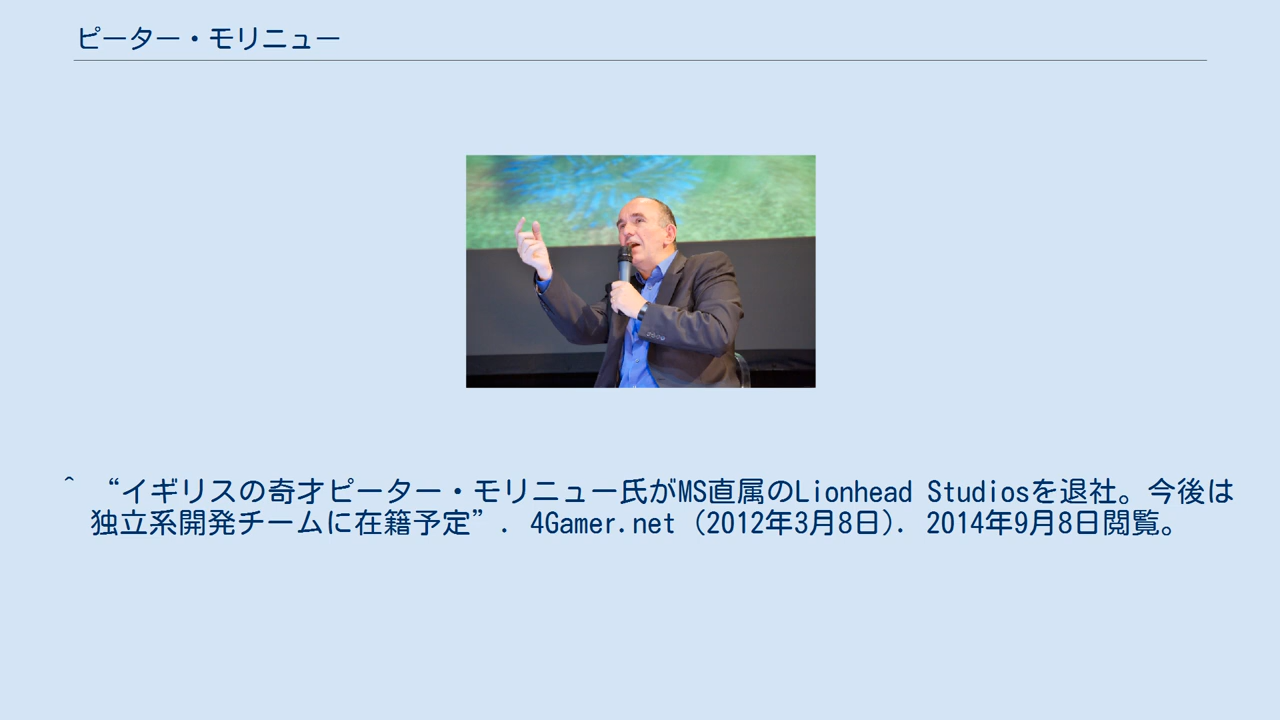 ピーター・モリニュー
^ “イギリスの奇才ピーター・モリニュー氏がMS直属のLionhead Studiosを退社。今後は
独立系開発チームに在籍予定”. 4Gamer.net (2012年3月8日). 2014年9月8日閲覧。